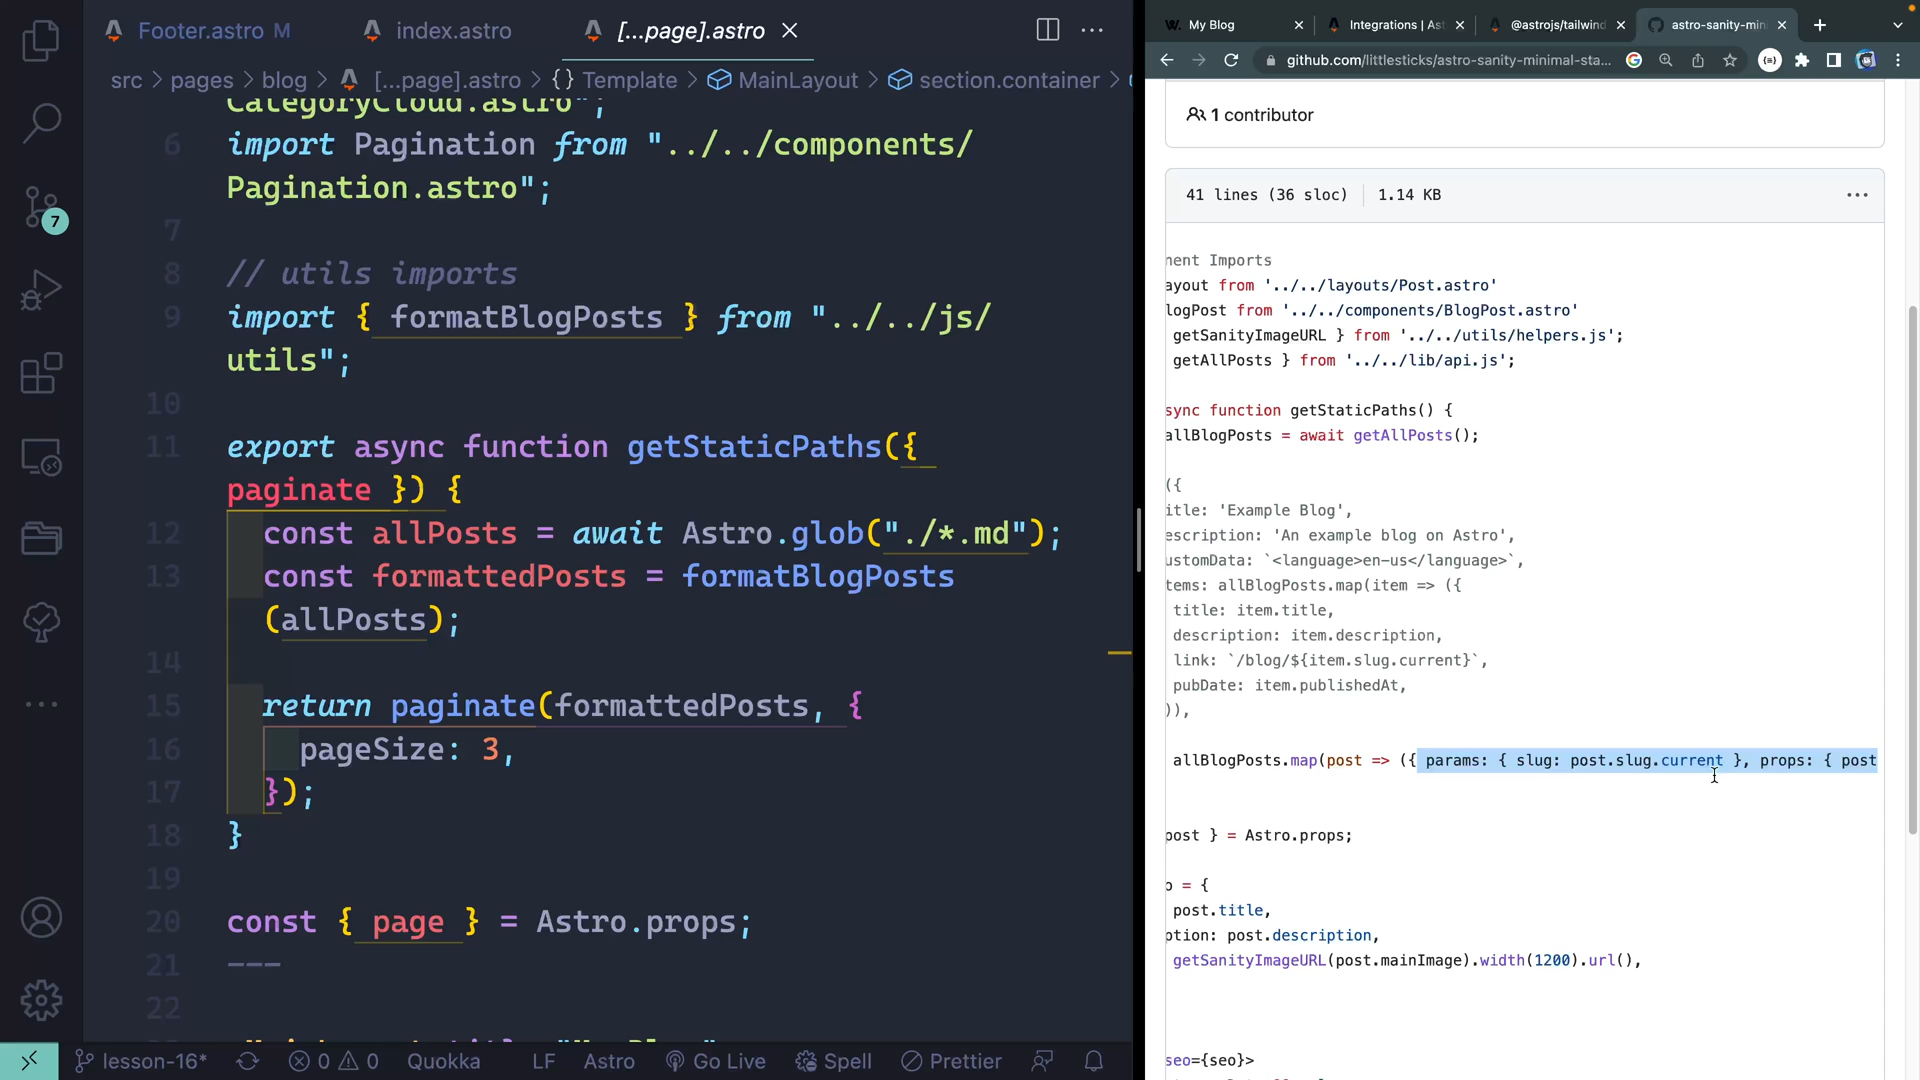 Footer.astro M
index.astro
[...page].astro
src > pages > blog > [...page].astro > {} Template > MainLayout > section.container >
CategoryCloud.astro";
6 import Pagination from "../../components/
Pagination.astro";
7
8 // utils imports
9 import { formatBlogPosts } from "../../js/
utils";
10
11 export async function getStaticPaths({
paginate }) {
12 const allPosts = await Astro.glob("./*.md");
13 const formattedPosts = formatBlogPosts
(allPosts);
14
15 return paginate(formattedPosts, {
16 pageSize: 3,
17 });
18 }
19
20 const { page } = Astro.props;
21 ---
22
7
lesson-16* 0 0 Quokka LF Astro Go Live Spell Prettier
My Blog
Integrations | Ast
@astrojs/tailwind
astro-sanity-mini
github.com/littlesticks/astro-sanity-minimal-sta...
1 contributor
41 lines (36 sloc) 1.14 KB
nent Imports
ayout from '../../layouts/Post.astro'
logPost from '../../components/BlogPost.astro'
getSanityImageURL } from '../../utils/helpers.js';
getAllPosts } from '../../lib/api.js';
sync function getStaticPaths() {
allBlogPosts = await getAllPosts();
({
itle: 'Example Blog',
escription: 'An example blog on Astro',
ustomData: `<language>en-us</language>`,
tems: allBlogPosts.map(item => ({
title: item.title,
description: item.description,
link: `/blog/${item.slug.current}`,
pubDate: item.publishedAt,
)),
allBlogPosts.map(post => ({ params: { slug: post.slug.current }, props: { post
post } = Astro.props;
o = {
post.title,
ption: post.description,
getSanityImageURL(post.mainImage).width(1200).url(),
seo={seo}>